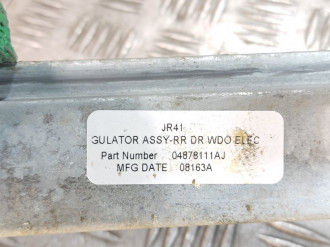 JR41
GULATOR ASSY-RR DR WDO ELEC
Part Number 04878111AJ
MFG DATE 08163A